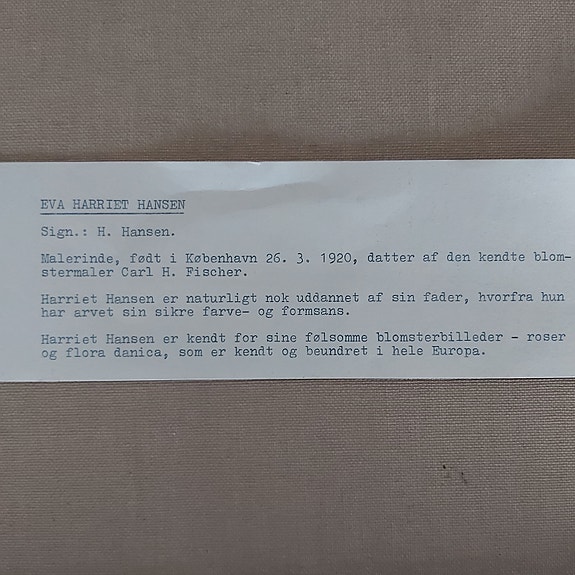 EVA HARRIET HANSEN
Sign.: H. Hansen.
Malerinde, født i København 26. 3. 1920, datter af den kendte blom-
stermaler Carl H. Fischer.
Harriet Hansen er naturligt nok uddannet af sin fader, hvorfra hun
har arvet sin sikre farve- og formsans.
Harriet Hansen er kendt for sine følsomme blomsterbilleder - roser
og flora danica, som er kendt og beundret i hele Europa.